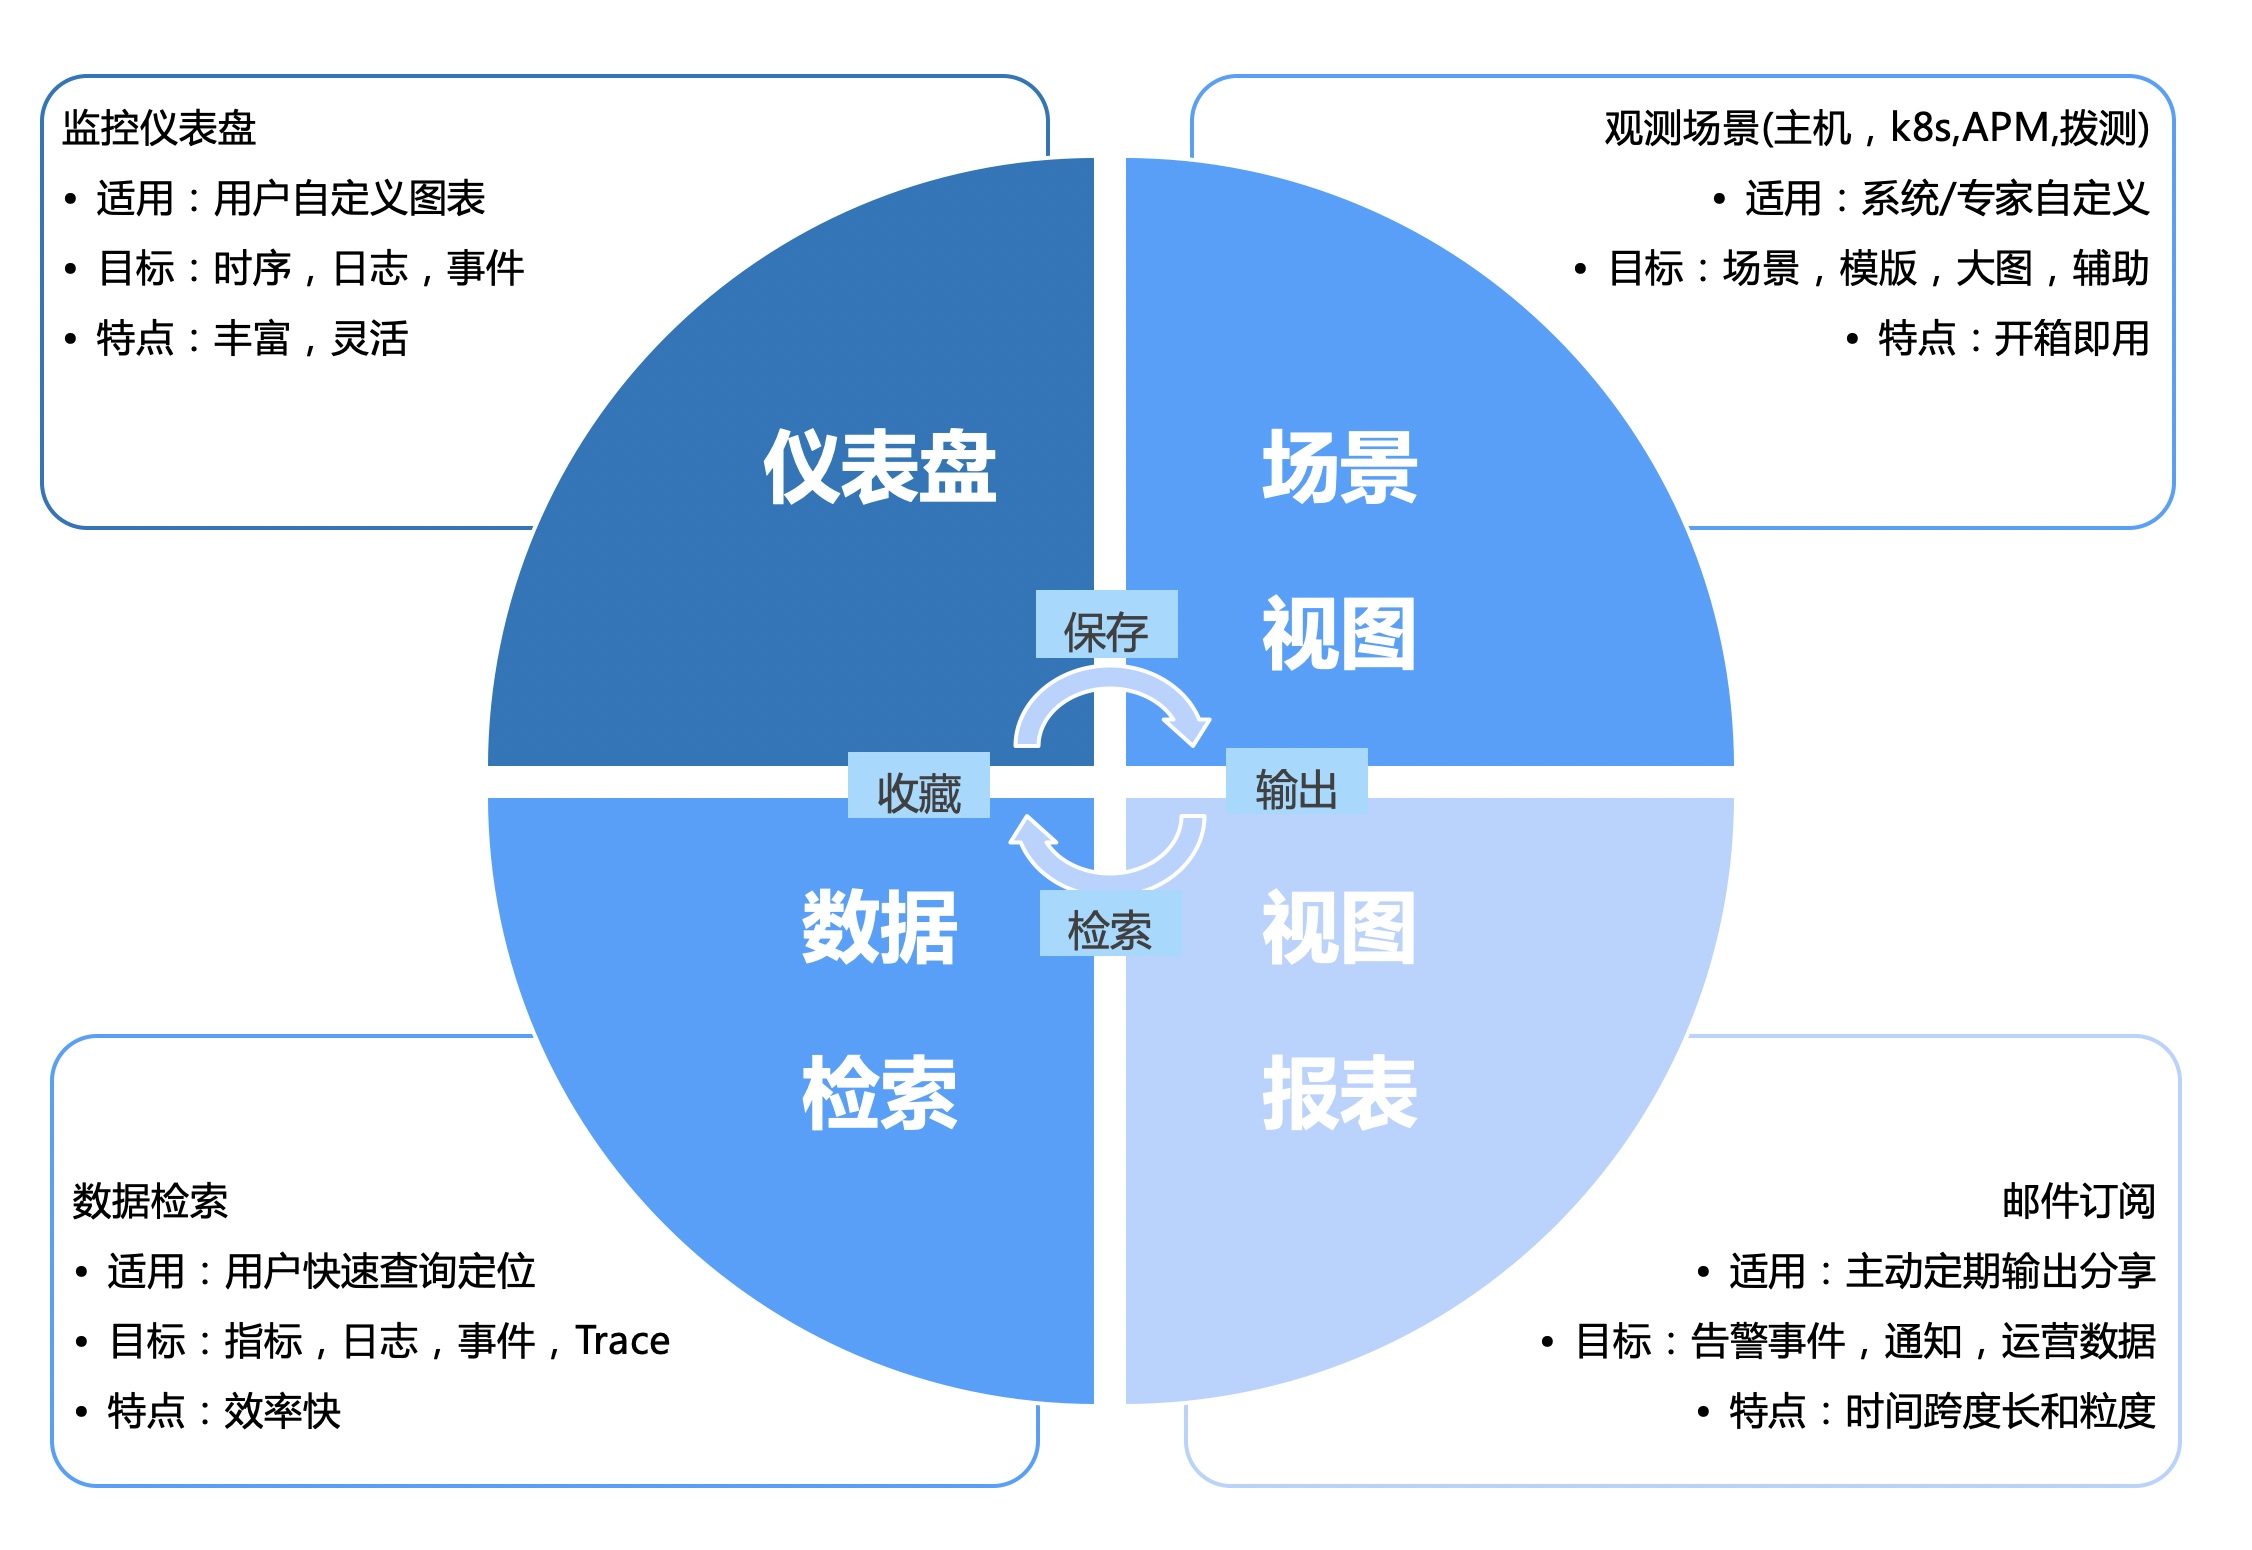 监控仪表盘
• 适用：用户自定义图表
• 目标：时序，日志，事件
• 特点：丰富，灵活
观测场景(主机，k8s,APM,拨测)
• 适用：系统/专家自定义
• 目标：场景，模版，大图，辅助
• 特点：开箱即用
仪表盘
场景
视图
保存
收藏
输出
检索
数据
检索
视图
报表
数据检索
• 适用：用户快速查询定位
• 目标：指标，日志，事件，Trace
• 特点：效率快
邮件订阅
• 适用：主动定期输出分享
• 目标：告警事件，通知，运营数据
• 特点：时间跨度长和粒度